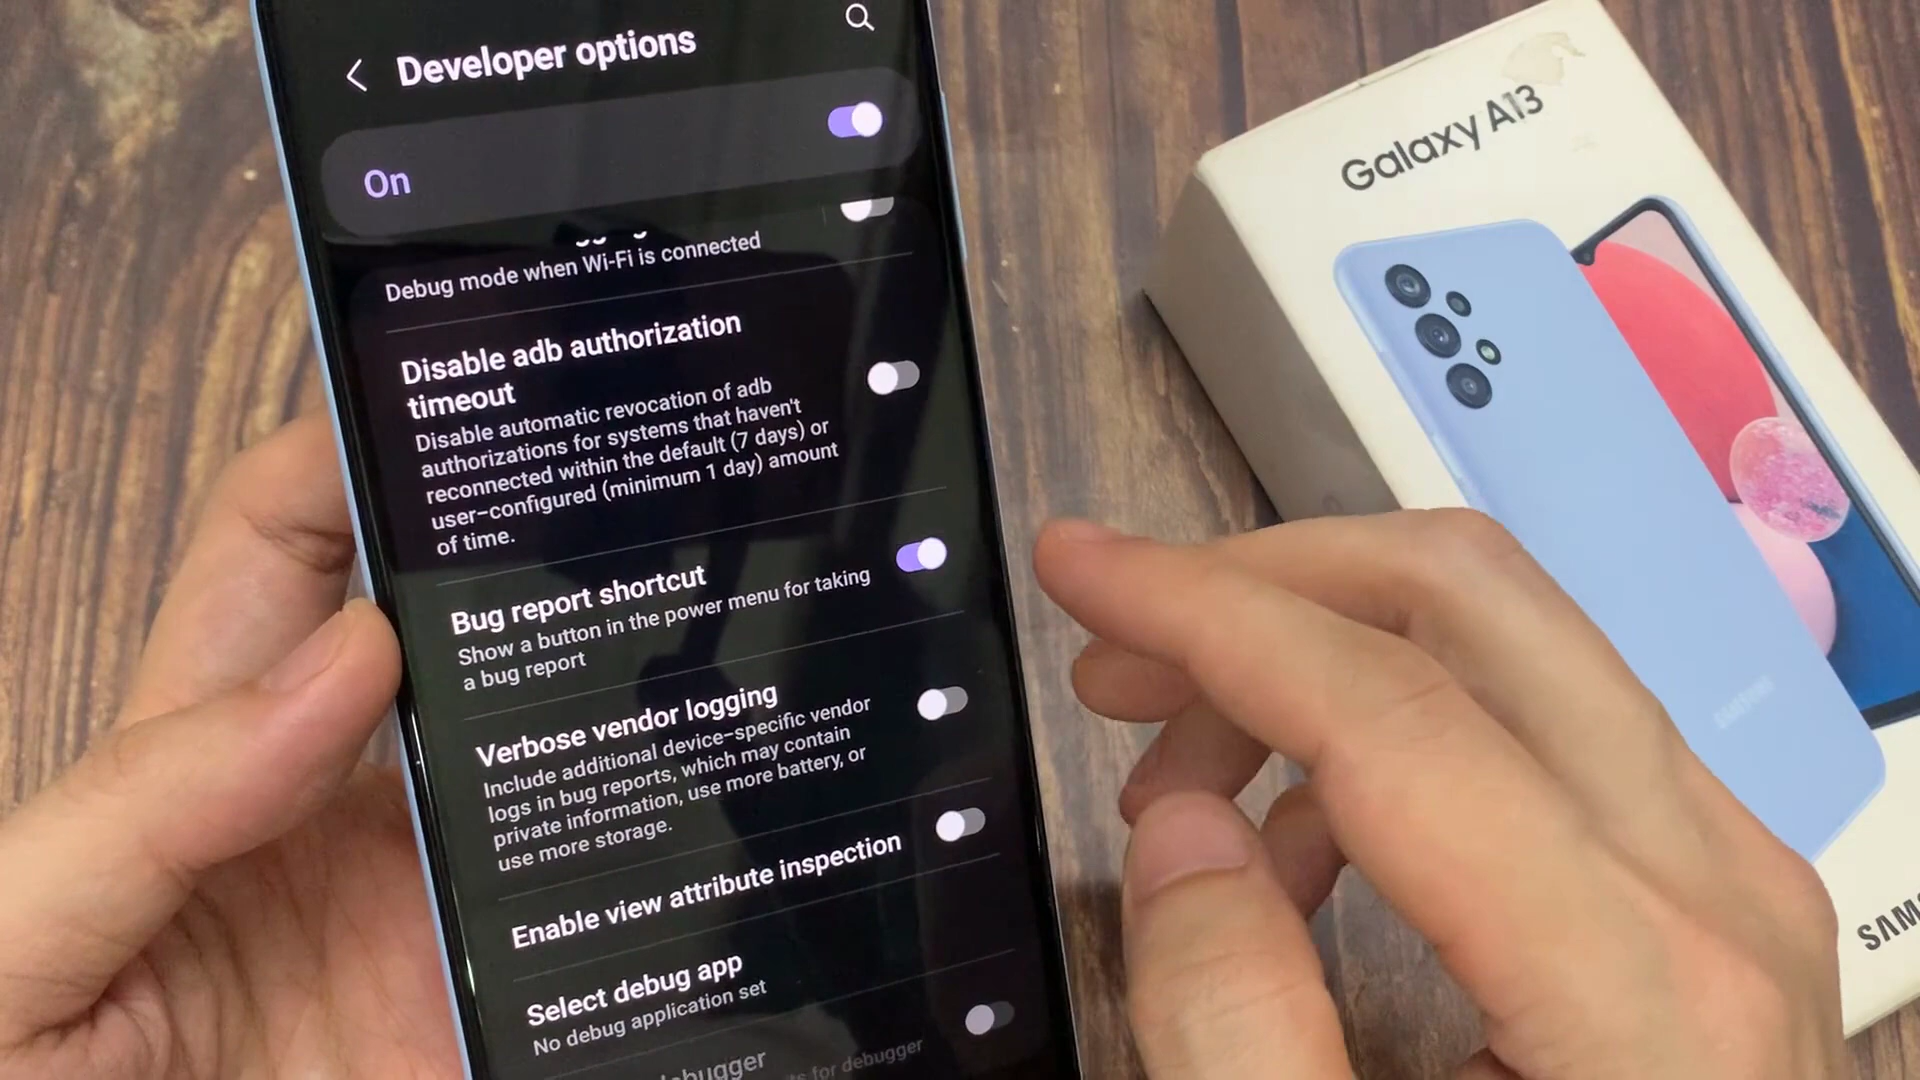 Developer options
On
Debug mode when Wi-Fi is connected
Disable adb authorization
timeout
Disable automatic revocation of adb
authorizations for systems that haven't
reconnected within the default (7 days) or
user-configured (minimum 1 day) amount
of time.
Bug report shortcut
Show a button in the power menu for taking
a bug report
Verbose vendor logging
Include additional device-specific vendor
logs in bug reports, which may contain
private information, use more battery, or
use more storage.
Enable view attribute inspection
Select debug app
No debug application set
for debugger
Galaxy A13
SAMSUNG